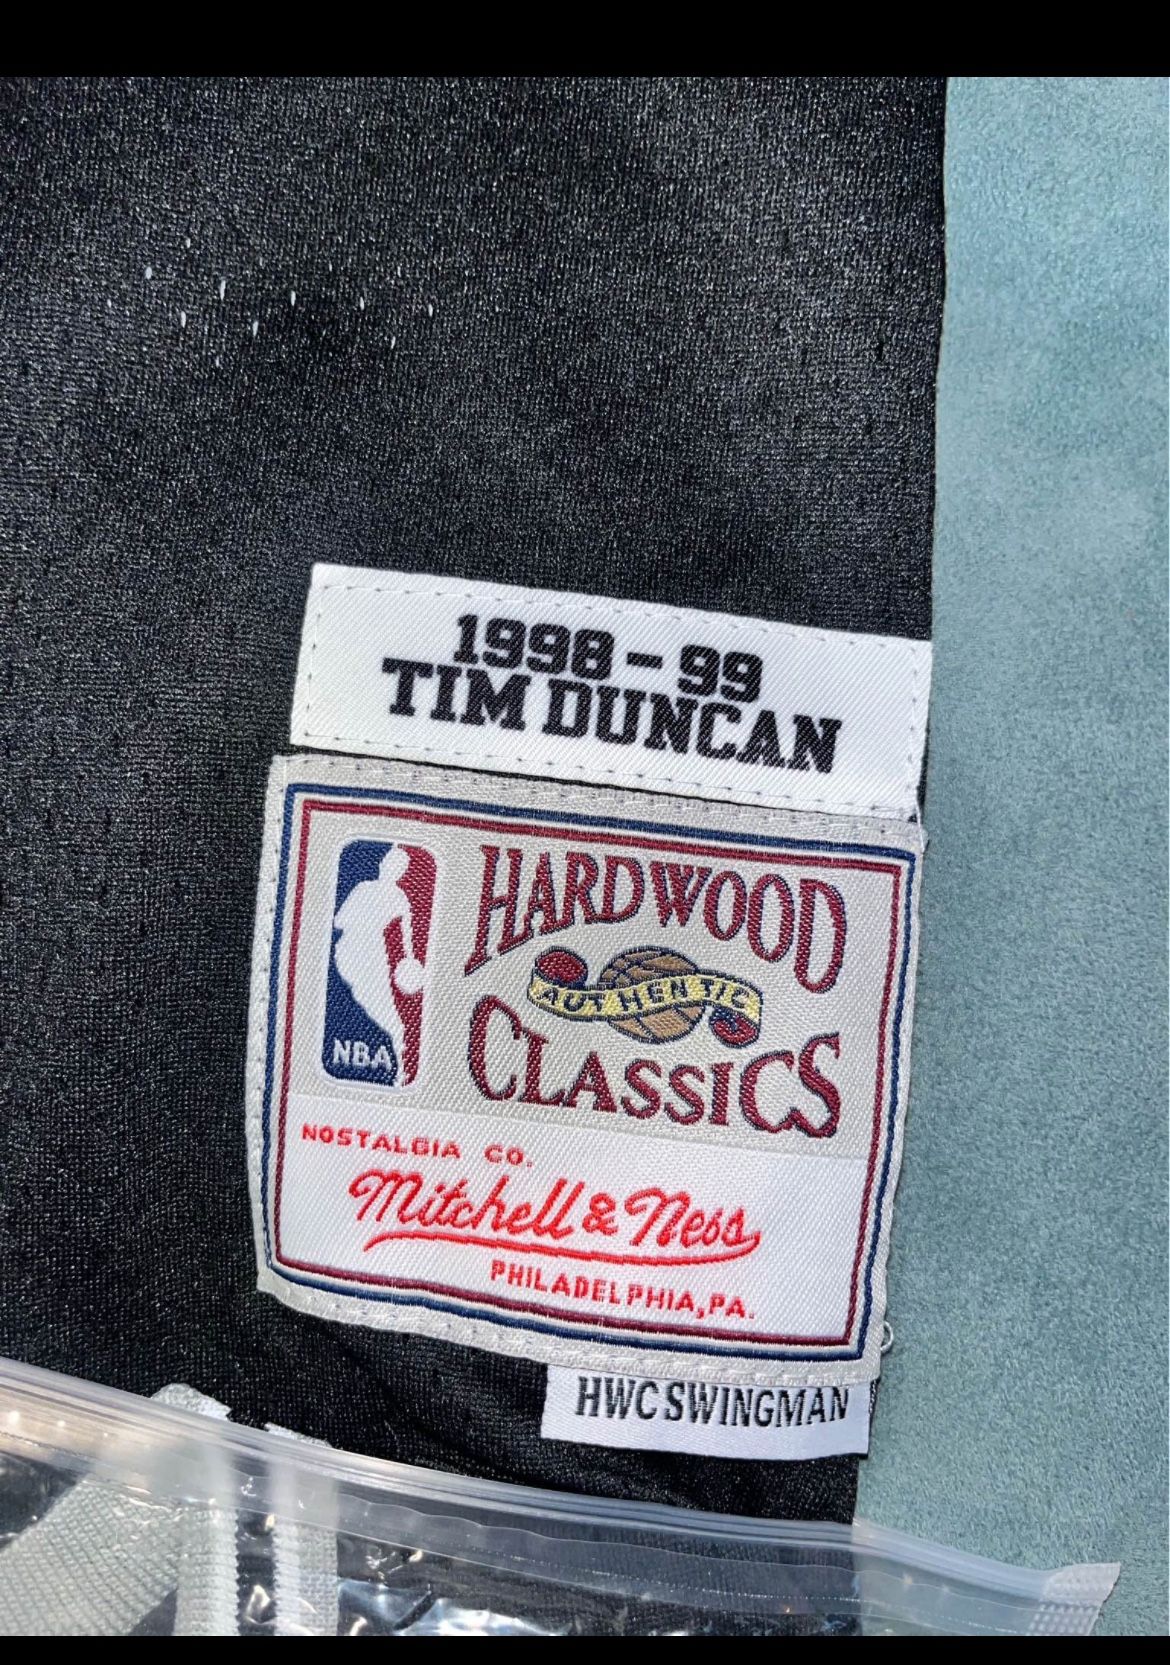 1998-99
TIM DUNCAN
HARDWOOD
AUTHENTIC
CLASSICS
NBA
NOSTALGIA CO.
Mitchell & Ness
PHILADELPHIA, PA.
HWC SWINGMAN